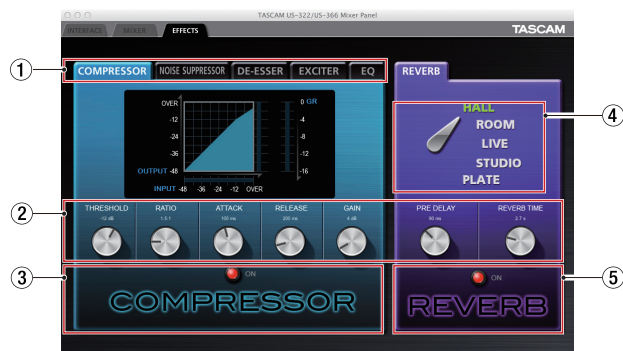 TASCAM US-322/US-366 Mixer Panel
INTERFACE MIXER EFFECTS TASCAM
1 COMPRESSOR NOISE SUPPRESSOR DE-ESSER EXCITER EQ REVERB
OVER 0 GR
-12 -4
-24 -8
-36 -12
OUTPUT -48 -16
INPUT -48 -36 -24 -12 OVER
HALL
ROOM
LIVE
STUDIO
PLATE
4
2
THRESHOLD RATIO ATTACK RELEASE GAIN PRE DELAY REVERB TIME
-12 dB 1.5:1 100 ms 200 ms 4 dB 90 ms 2.7 s
3 ON ON 5
COMPRESSOR REVERB